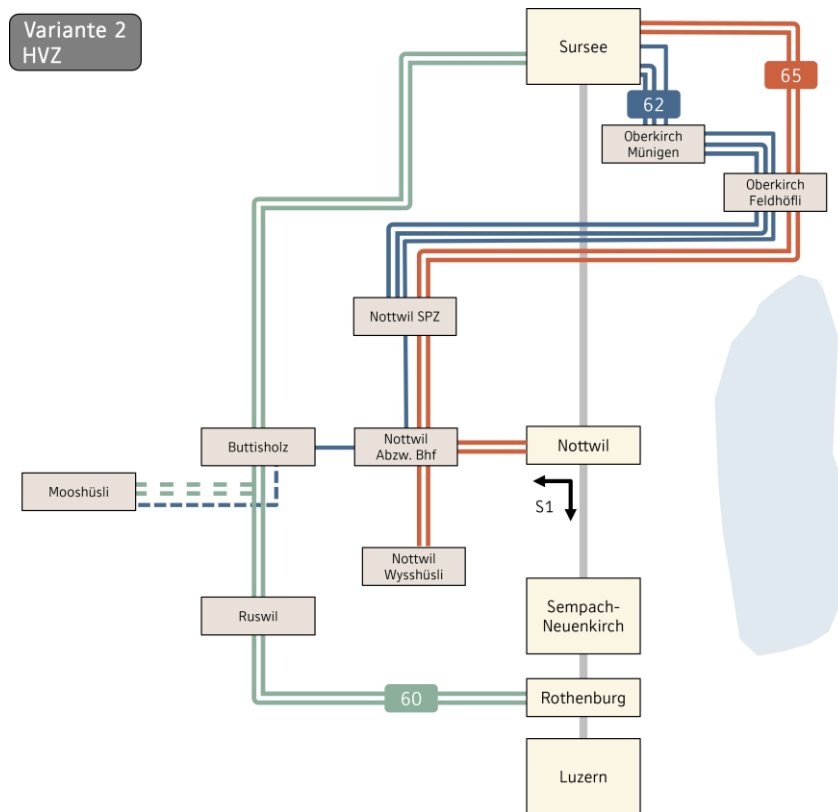 Variante 2
HVZ
Sursee
65
62
Oberkirch
Münigen
Oberkirch
Feldhöfli
Nottwil SPZ
Buttisholz
Nottwil
Abzw. Bhf
Nottwil
Mooshüsli
S1
Nottwil
Wysshüsli
Sempach-
Neuenkirch
Ruswil
60
Rothenburg
Luzern